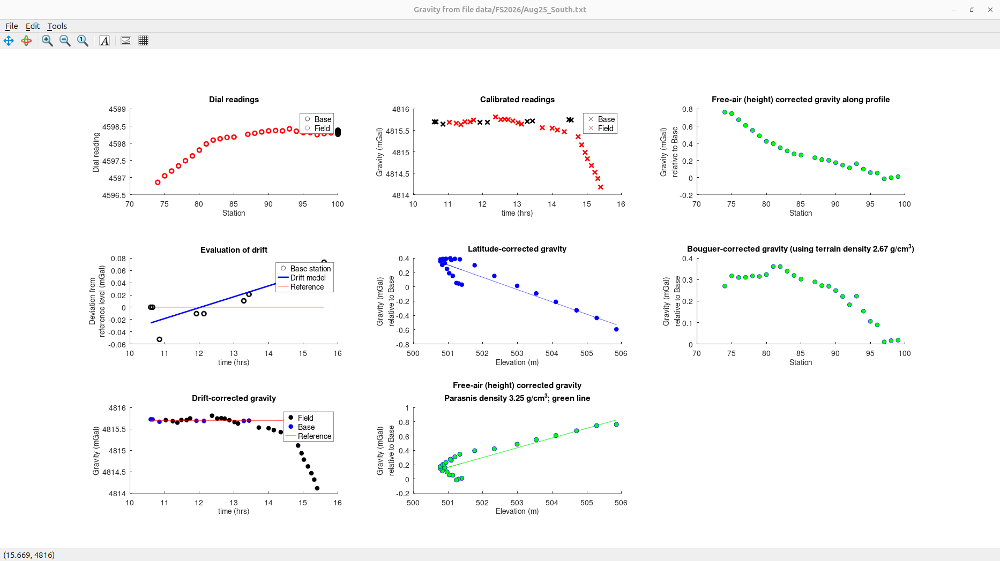 Gravity from file data/FS2026/Aug25_South.txt
File Edit Tools
A
Dial readings
4599
4598.5
4598
4597.5
4597
4596.5
Dial reading
Base
Field
70 75 80 85 90 95 100
Station
Calibrated readings
4816
4815.5
4815
4814.5
4814
Gravity (mGal)
Base
Field
10 11 12 13 14 15 16
time (hrs)
Free-air (height) corrected gravity along profile
0.8
0.6
0.4
0.2
0
-0.2
Gravity (mGal)
relative to Base
70 75 80 85 90 95 100
Station
Evaluation of drift
0.08
0.06
0.04
0.02
0
-0.02
-0.04
-0.06
Deviation from
reference level (mGal)
Base station
Drift model
Reference
10 11 12 13 14 15 16
time (hrs)
Latitude-corrected gravity
0.4
0.2
0
-0.2
-0.4
-0.6
-0.8
Gravity (mGal)
relative to Base
500 501 502 503 504 505 506
Elevation (m)
Bouguer-corrected gravity (using terrain density 2.67 g/cm³)
0.4
0.3
0.2
0.1
0
Gravity (mGal)
relative to Base
70 75 80 85 90 95 100
Station
Drift-corrected gravity
4816
4815.5
4815
4814.5
4814
Gravity (mGal)
Field
Base
Reference
10 11 12 13 14 15 16
time (hrs)
Free-air (height) corrected gravity
Parasnis density 3.25 g/cm³; green line
1
0.8
0.6
0.4
0.2
0
-0.2
Gravity (mGal)
relative to Base
500 501 502 503 504 505 506
Elevation (m)
(15.669, 4816)